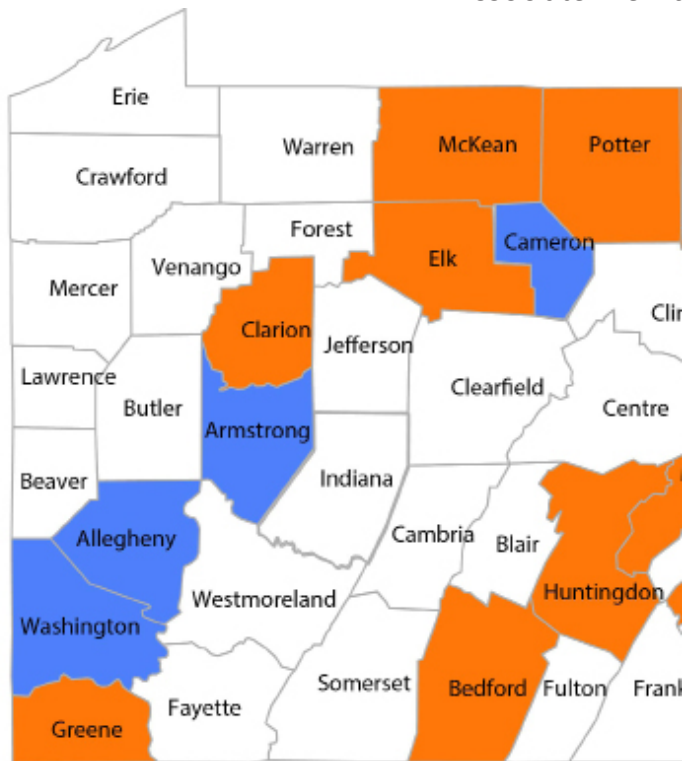 Erie
Warren
McKean
Potter
Crawford
Forest
Cameron
Venango
Elk
Mercer
Clarion
Jefferson
Lawrence
Clearfield
Butler
Centre
Armstrong
Beaver
Indiana
Allegheny
Cambria
Blair
Huntingdon
Westmoreland
Washington
Somerset
Bedford
Fulton
Fayette
Greene